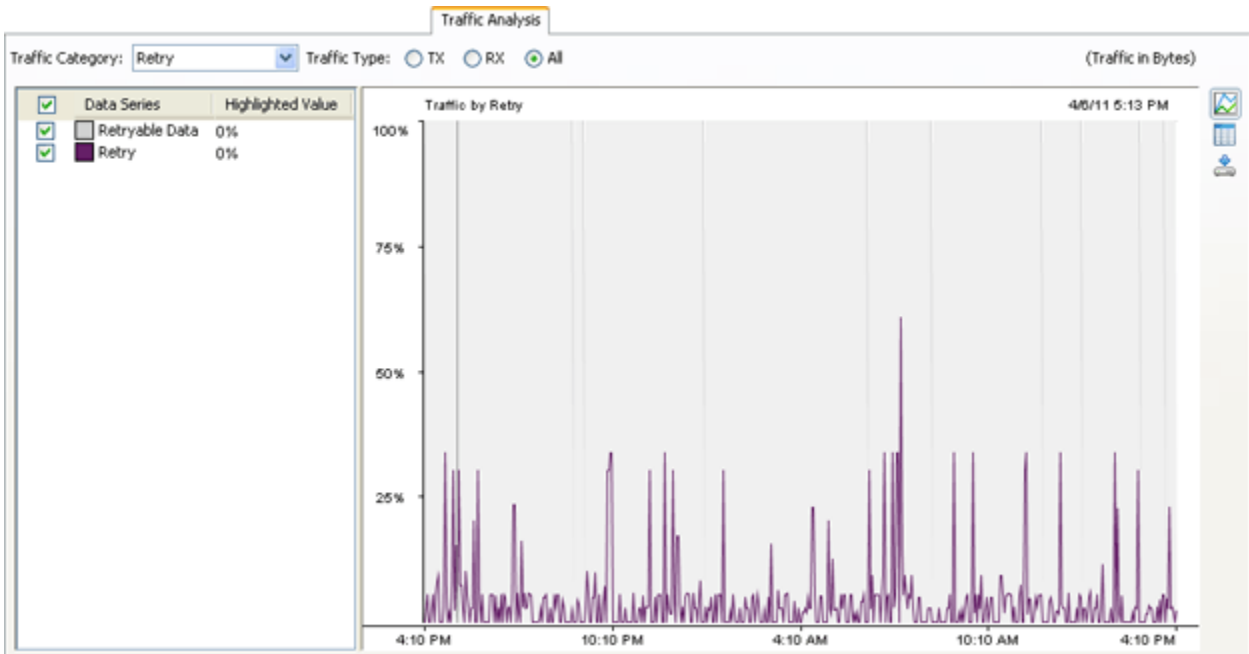 Traffic Analysis
Traffic Category: Retry Traffic Type: TX RX All (Traffic in Bytes)
Data Series Highlighted Value
Retryable Data 0%
Retry 0%
Traffic by Retry 4/6/11 5:13 PM
100%
75%
50%
25%
4:10 PM 10:10 PM 4:10 AM 10:10 AM 4:10 PM